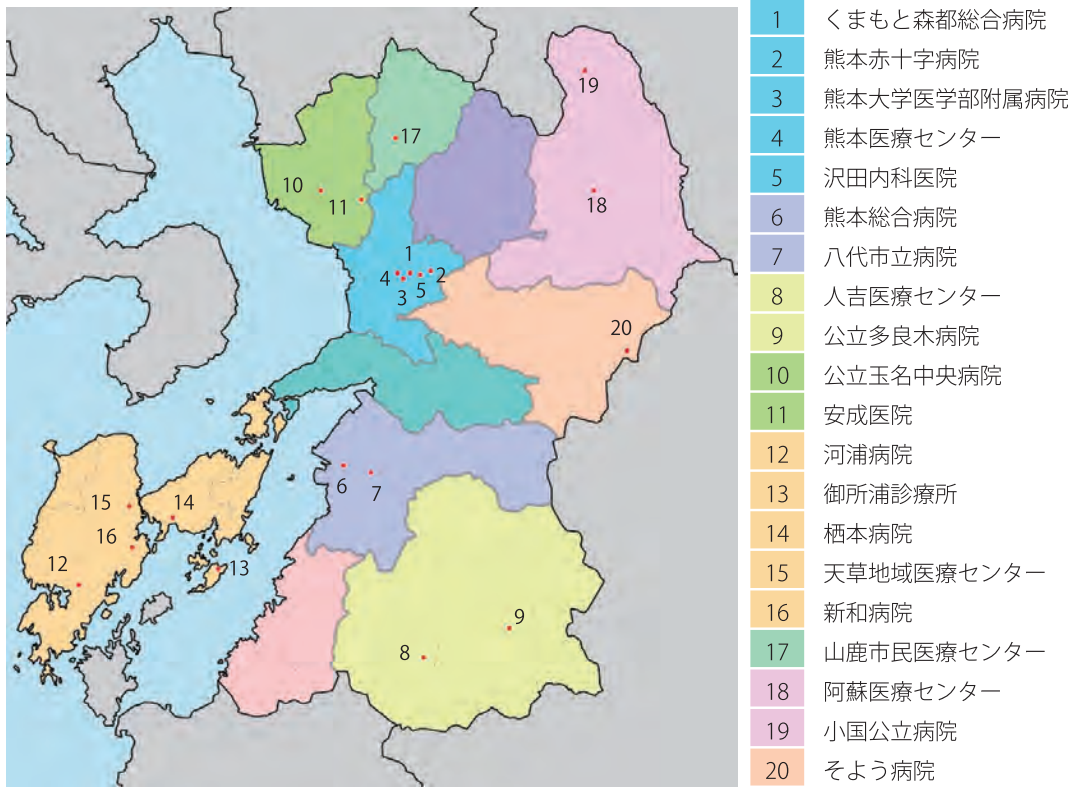 19
17
10
11
18
1
4
2
3
5
20
6
7
15
14
16
12
13
9
8
1 くまもと森都総合病院
2 熊本赤十字病院
3 熊本大学医学部附属病院
4 熊本医療センター
5 沢田内科医院
6 熊本総合病院
7 八代市立病院
8 人吉医療センター
9 公立多良木病院
10 公立玉名中央病院
11 安成医院
12 河浦病院
13 御所浦診療所
14 栖本病院
15 天草地域医療センター
16 新和病院
17 山鹿市民医療センター
18 阿蘇医療センター
19 小国公立病院
20 そよう病院